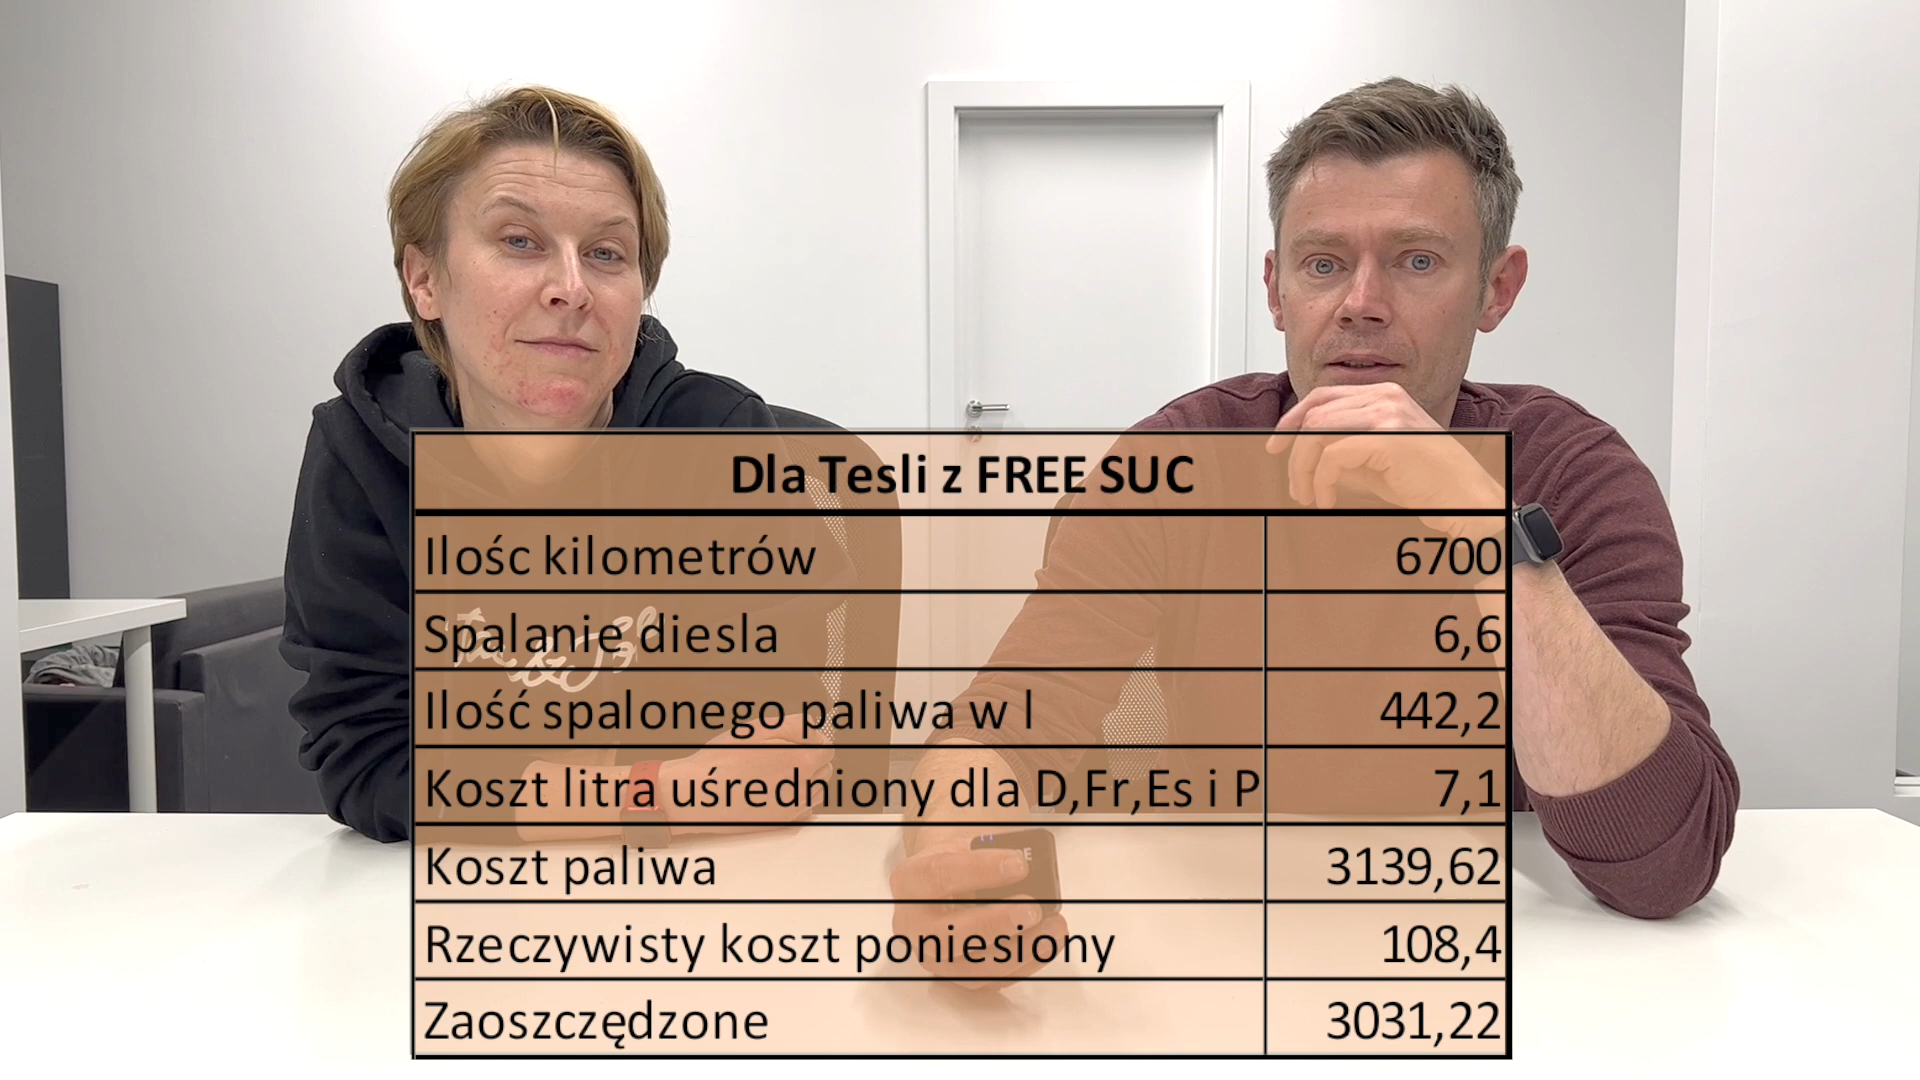 Dla Tesli z FREE SUC
Ilośc kilometrów 6700
Spalanie diesla 6,6
Ilość spalonego paliwa w l 442,2
Koszt litra uśredniony dla D,Fr,Es i P 7,1
Koszt paliwa 3139,62
Rzeczywisty koszt poniesiony 108,4
Zaoszczędzone 3031,22